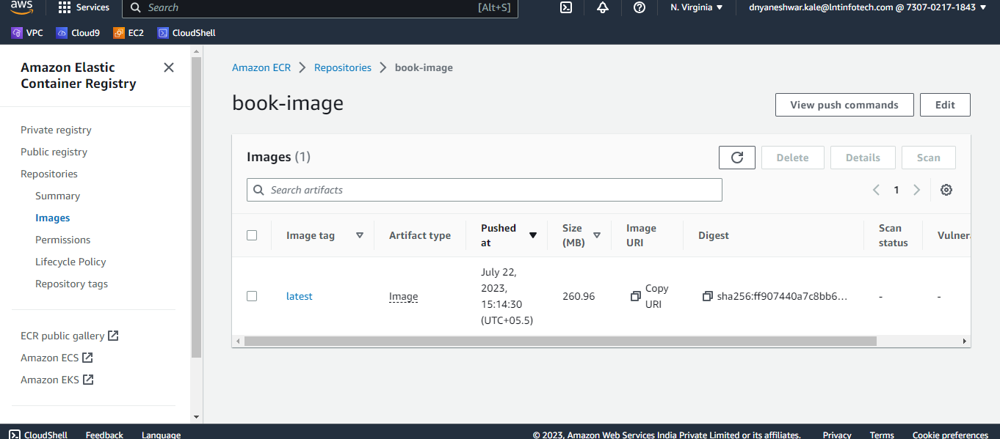 aws
Services
Search
[Alt+S]
N. Virginia
dnyaneshwar.kale@lntinfotech.com @ 7307-0217-1843
VPC
Cloud9
EC2
CloudShell
Amazon Elastic
Container Registry
Private registry
Public registry
Repositories
Summary
Images
Permissions
Lifecycle Policy
Repository tags
ECR public gallery
Amazon ECS
Amazon EKS
Amazon ECR
Repositories
book-image
book-image
View push commands
Edit
Images (1)
Delete
Details
Scan
Search artifacts
1
Image tag
Artifact type
Pushed
at
Size
(MB)
Image
URI
Digest
Scan
status
Vulnera
latest
Image
July 22,
2023,
15:14:30
(UTC+05.5)
260.96
Copy
URI
sha256:ff907440a7c8bb6...
-
-
CloudShell
Feedback
Language
© 2023, Amazon Web Services India Private Limited or its affiliates.
Privacy
Terms
Cookie preferences